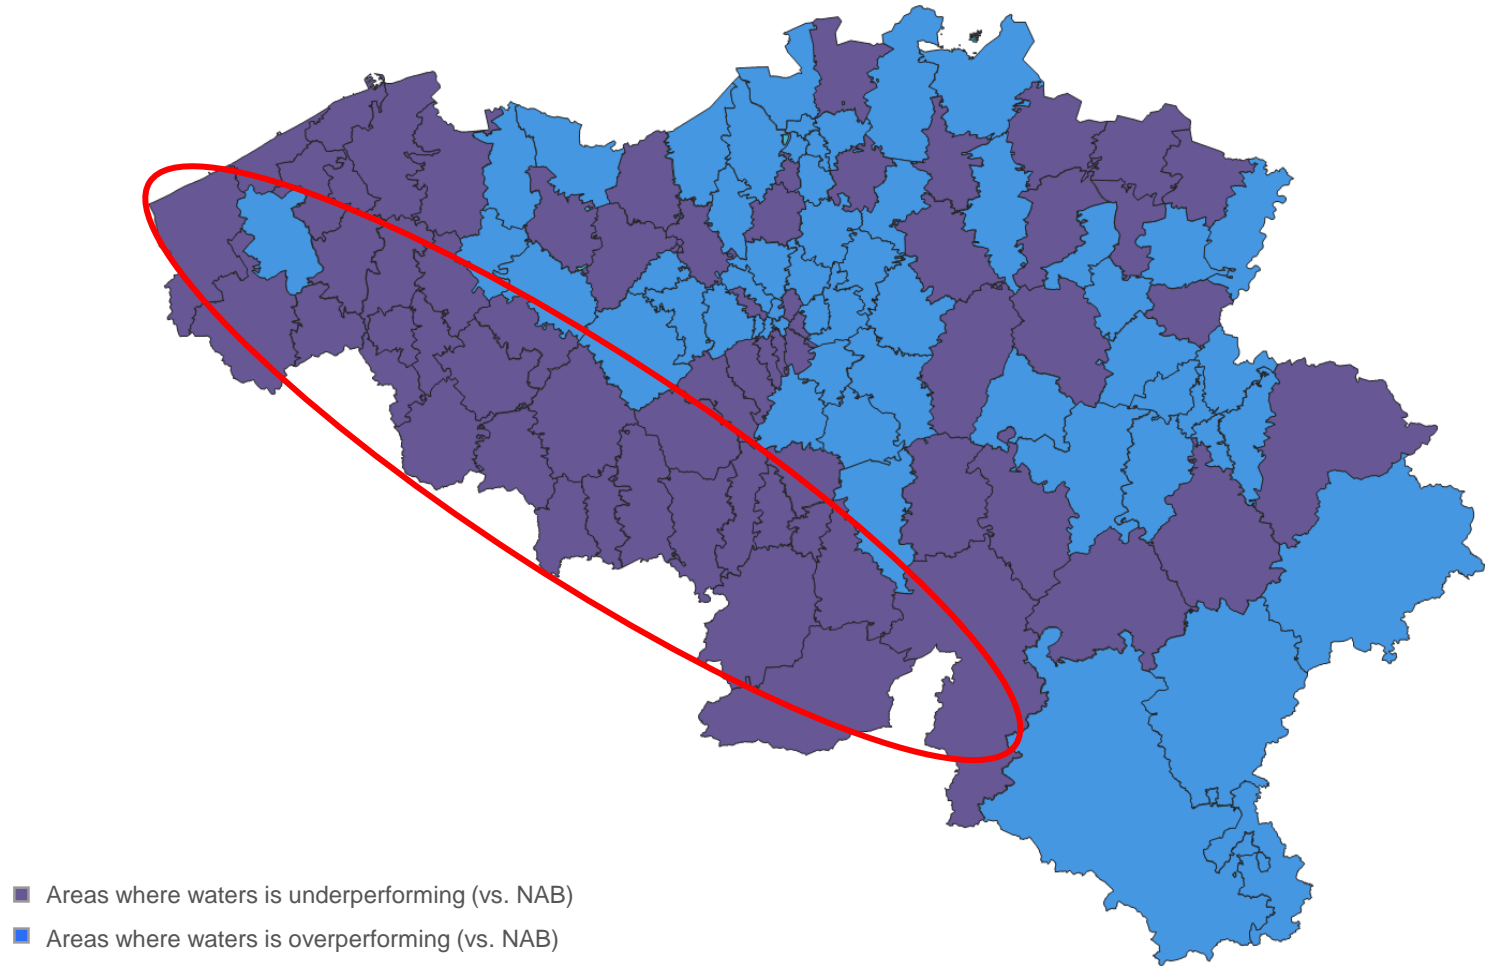 Areas where waters is underperforming (vs. NAB)
Areas where waters is overperforming (vs. NAB)